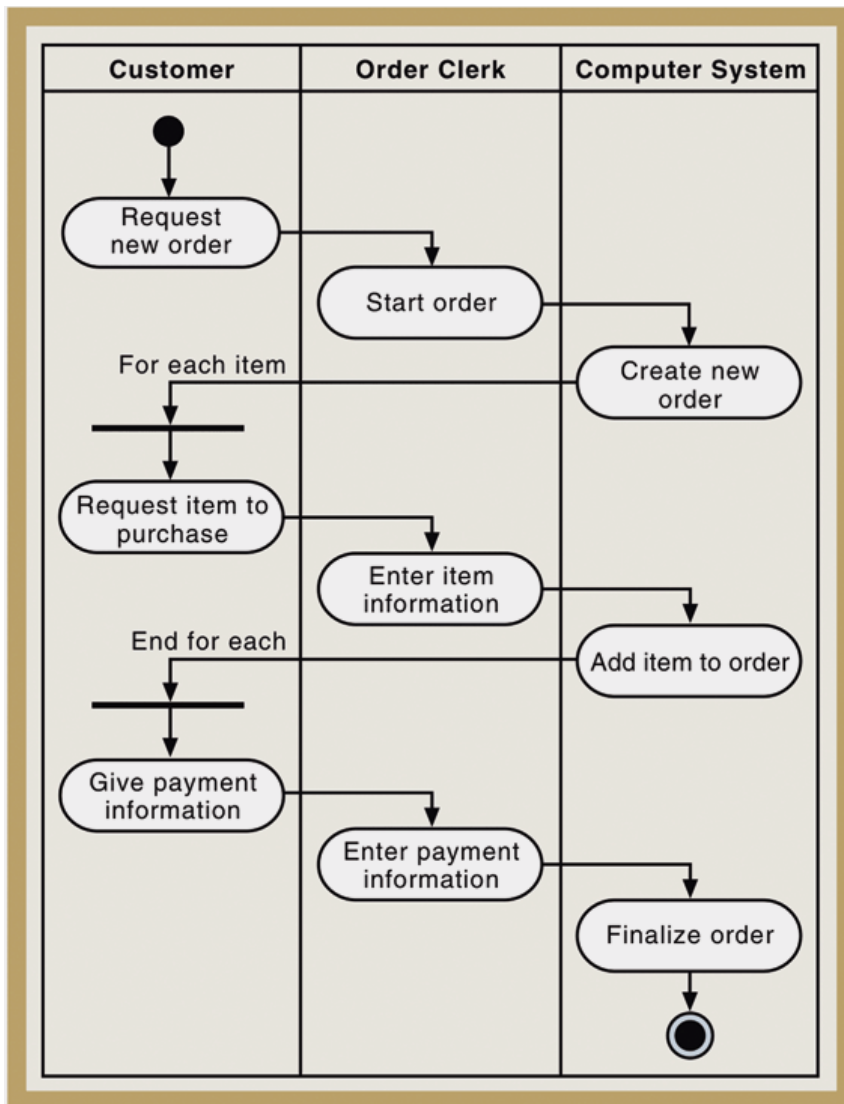 Customer
Order Clerk
Computer System
Request
new order
Start order
Create new
order
For each item
Request item to
purchase
Enter item
information
Add item to order
End for each
Give payment
information
Enter payment
information
Finalize order